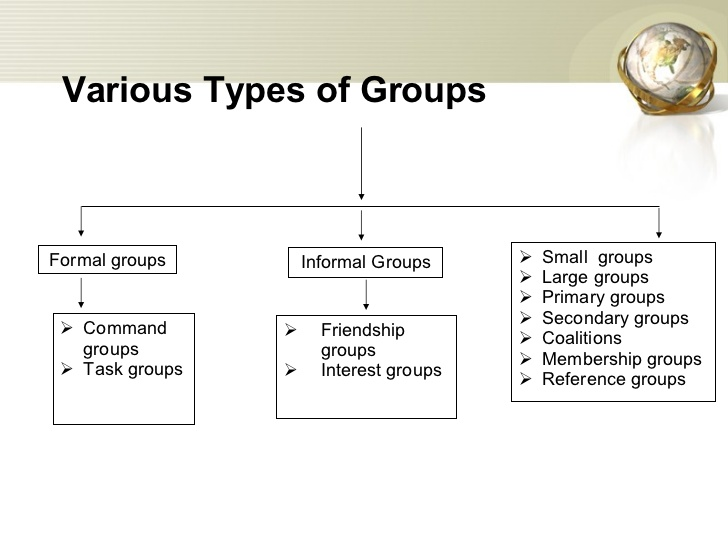 Various Types of Groups
Formal groups
Command
groups
Task groups
Informal Groups
Friendship
groups
Interest groups
Small groups
Large groups
Primary groups
Secondary groups
Coalitions
Membership groups
Reference groups